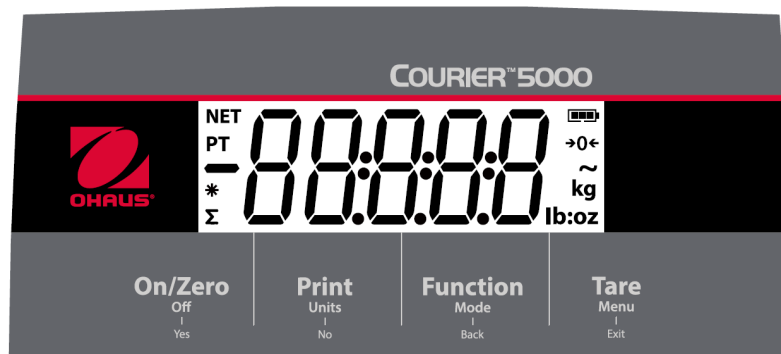 COURIER™5000
OHAUS®
NET
PT
*
Σ
88:8:8:8
→0←
~
kg
lb:oz
On/Zero
Off
Yes
Print
Units
No
Function
Mode
Back
Tare
Menu
Exit